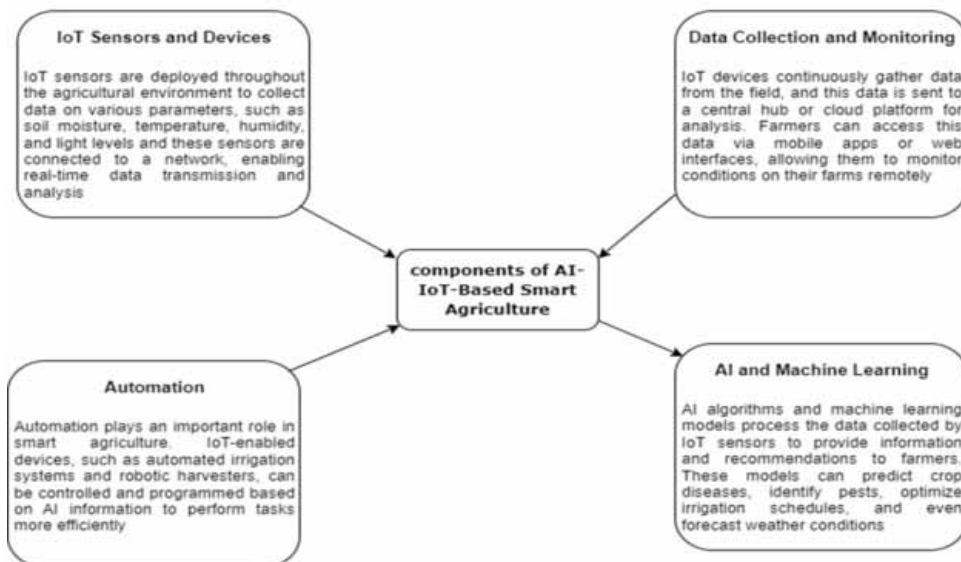 IoT Sensors and Devices
IoT sensors are deployed throughout
the agricultural environment to collect
data on various parameters, such as
soil moisture, temperature, humidity,
and light levels and these sensors are
connected to a network, enabling
real-time data transmission and
analysis
Data Collection and Monitoring
IoT devices continuously gather data
from the field, and this data is sent to
a central hub or cloud platform for
analysis. Farmers can access this
data via mobile apps or web
interfaces, allowing them to monitor
conditions on their farms remotely
components of AI-
IoT-Based Smart
Agriculture
Automation
Automation plays an important role in
smart agriculture. IoT-enabled
devices, such as automated irrigation
systems and robotic harvesters, can
be controlled and programmed based
on AI information to perform tasks
more efficiently
AI and Machine Learning
AI algorithms and machine learning
models process the data collected by
IoT sensors to provide information
and recommendations to farmers.
These models can predict crop
diseases, identify pests, optimize
irrigation schedules, and even
forecast weather conditions